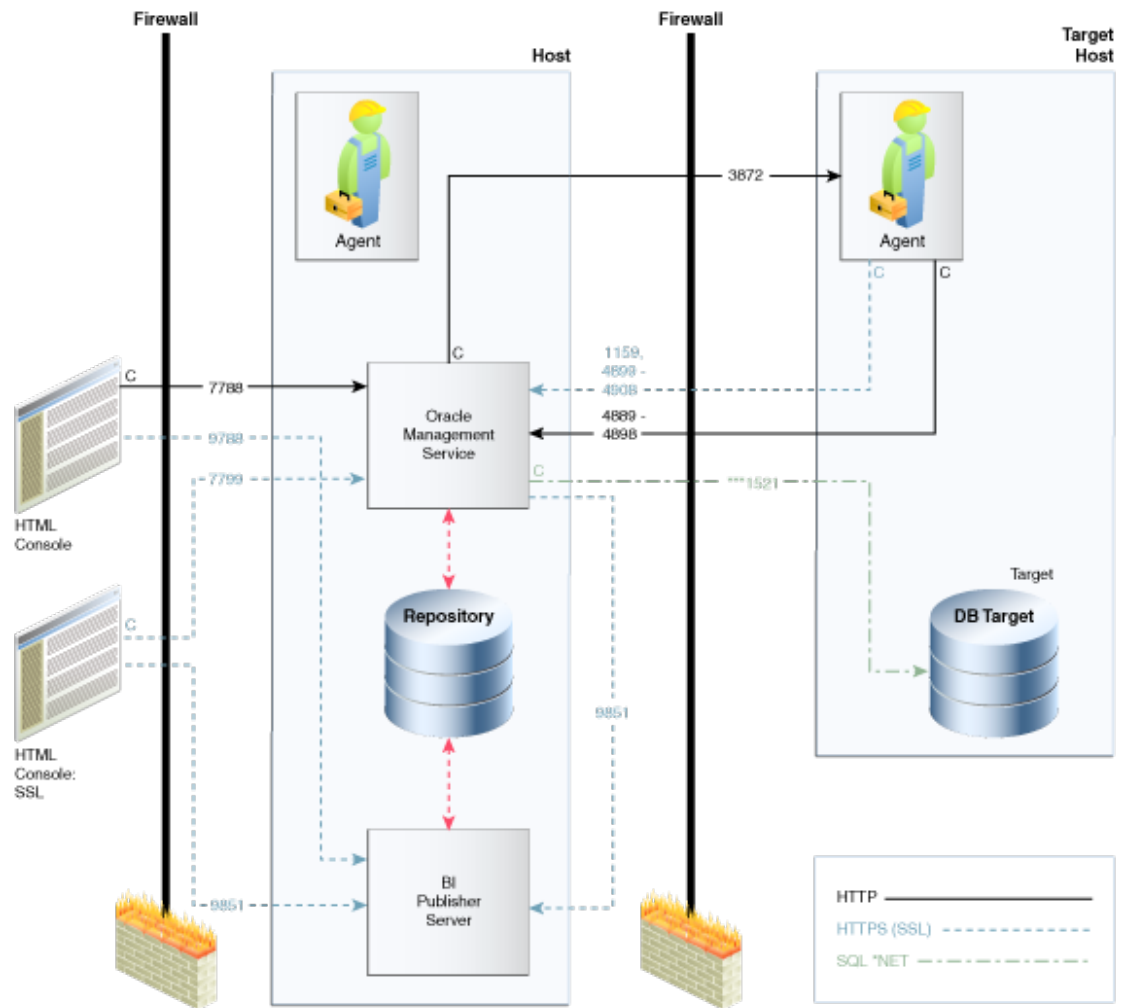 Firewall
Firewall
Host
Target
Host
Agent
3872
Agent
C
C
C
1159,
4899 -
4908
C
7788
4889 -
4898
Oracle
Management
Service
9788
7799
C
***1521
HTML
Console
Target
Repository
DB Target
C
9851
HTML
Console:
SSL
BI
Publisher
Server
9851
HTTP
HTTPS (SSL)
SQL *NET